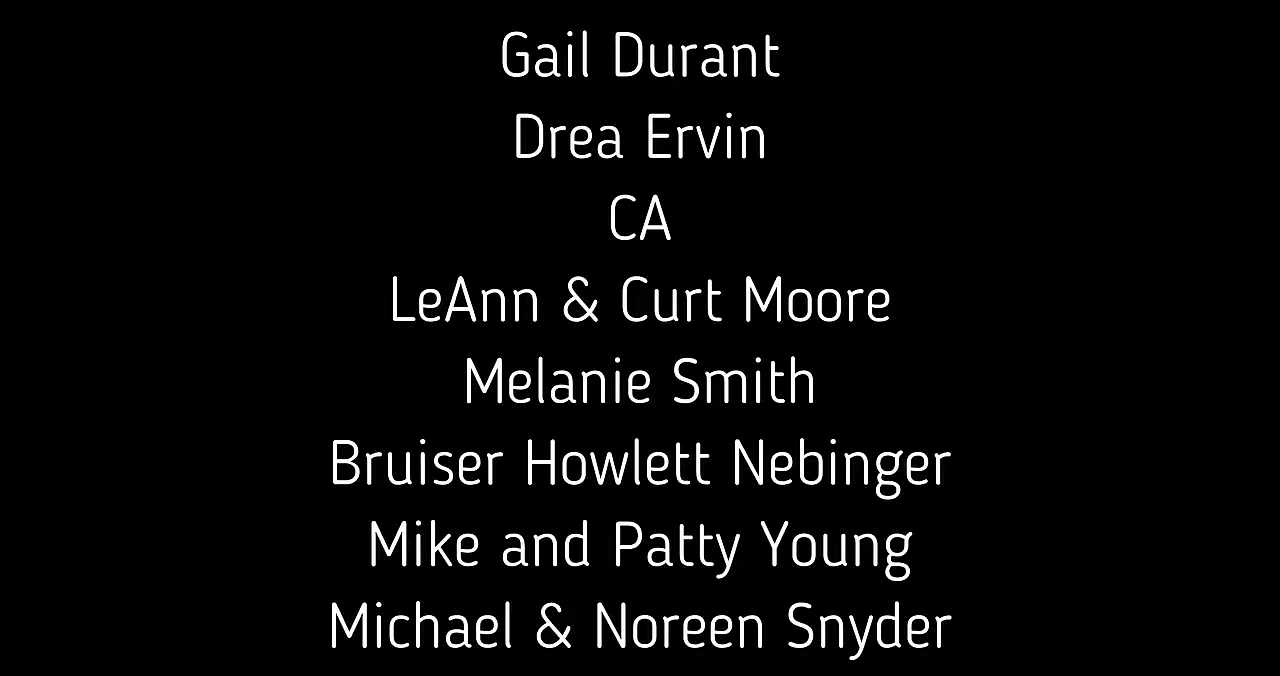 Gail Durant
Drea Ervin
CA
LeAnn & Curt Moore
Melanie Smith
Bruiser Howlett Nebinger
Mike and Patty Young
Michael & Noreen Snyder